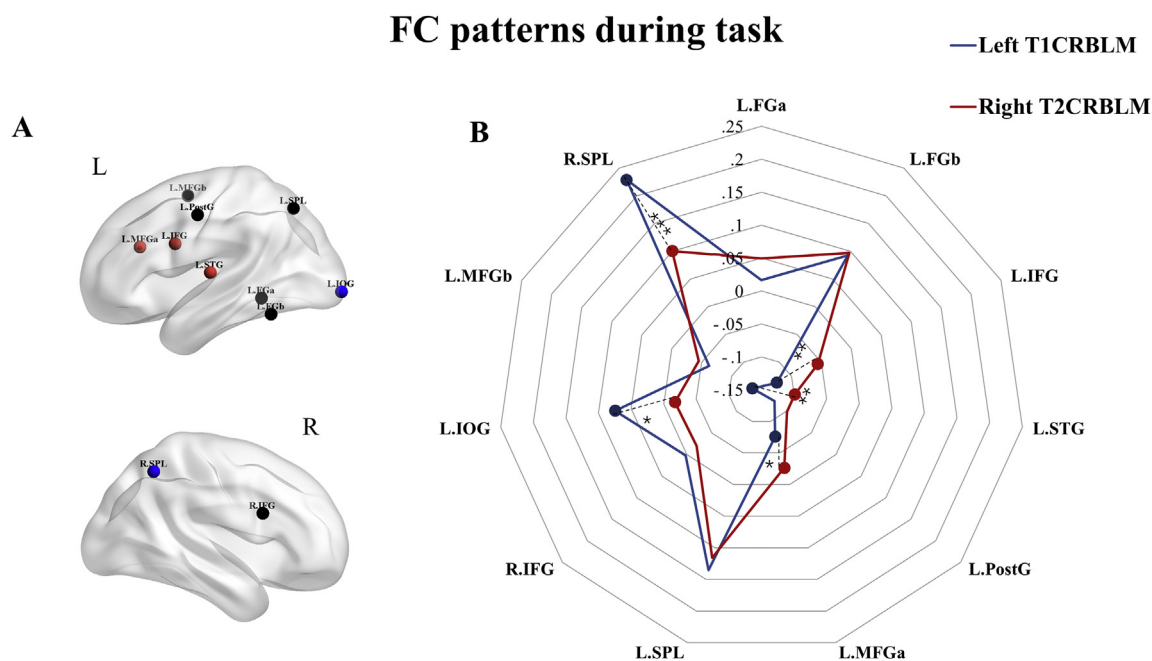 FC patterns during task
Left T1CRBLM
Right T2CRBLM
A
L
L.MFGb
L.PostG
L.SPL
L.MFGa
L.IFG
L.STG
L.IOG
L.FGa
L.FGb
R
R.SPL
R.IFG
B
L.FGa
L.FGb
L.IFG
L.STG
L.PostG
L.MFGa
L.SPL
R.IFG
L.IOG
L.MFGb
R.SPL
.25
.2
.15
.1
.05
0
-.05
-.1
-.15
***
**
**
*
*